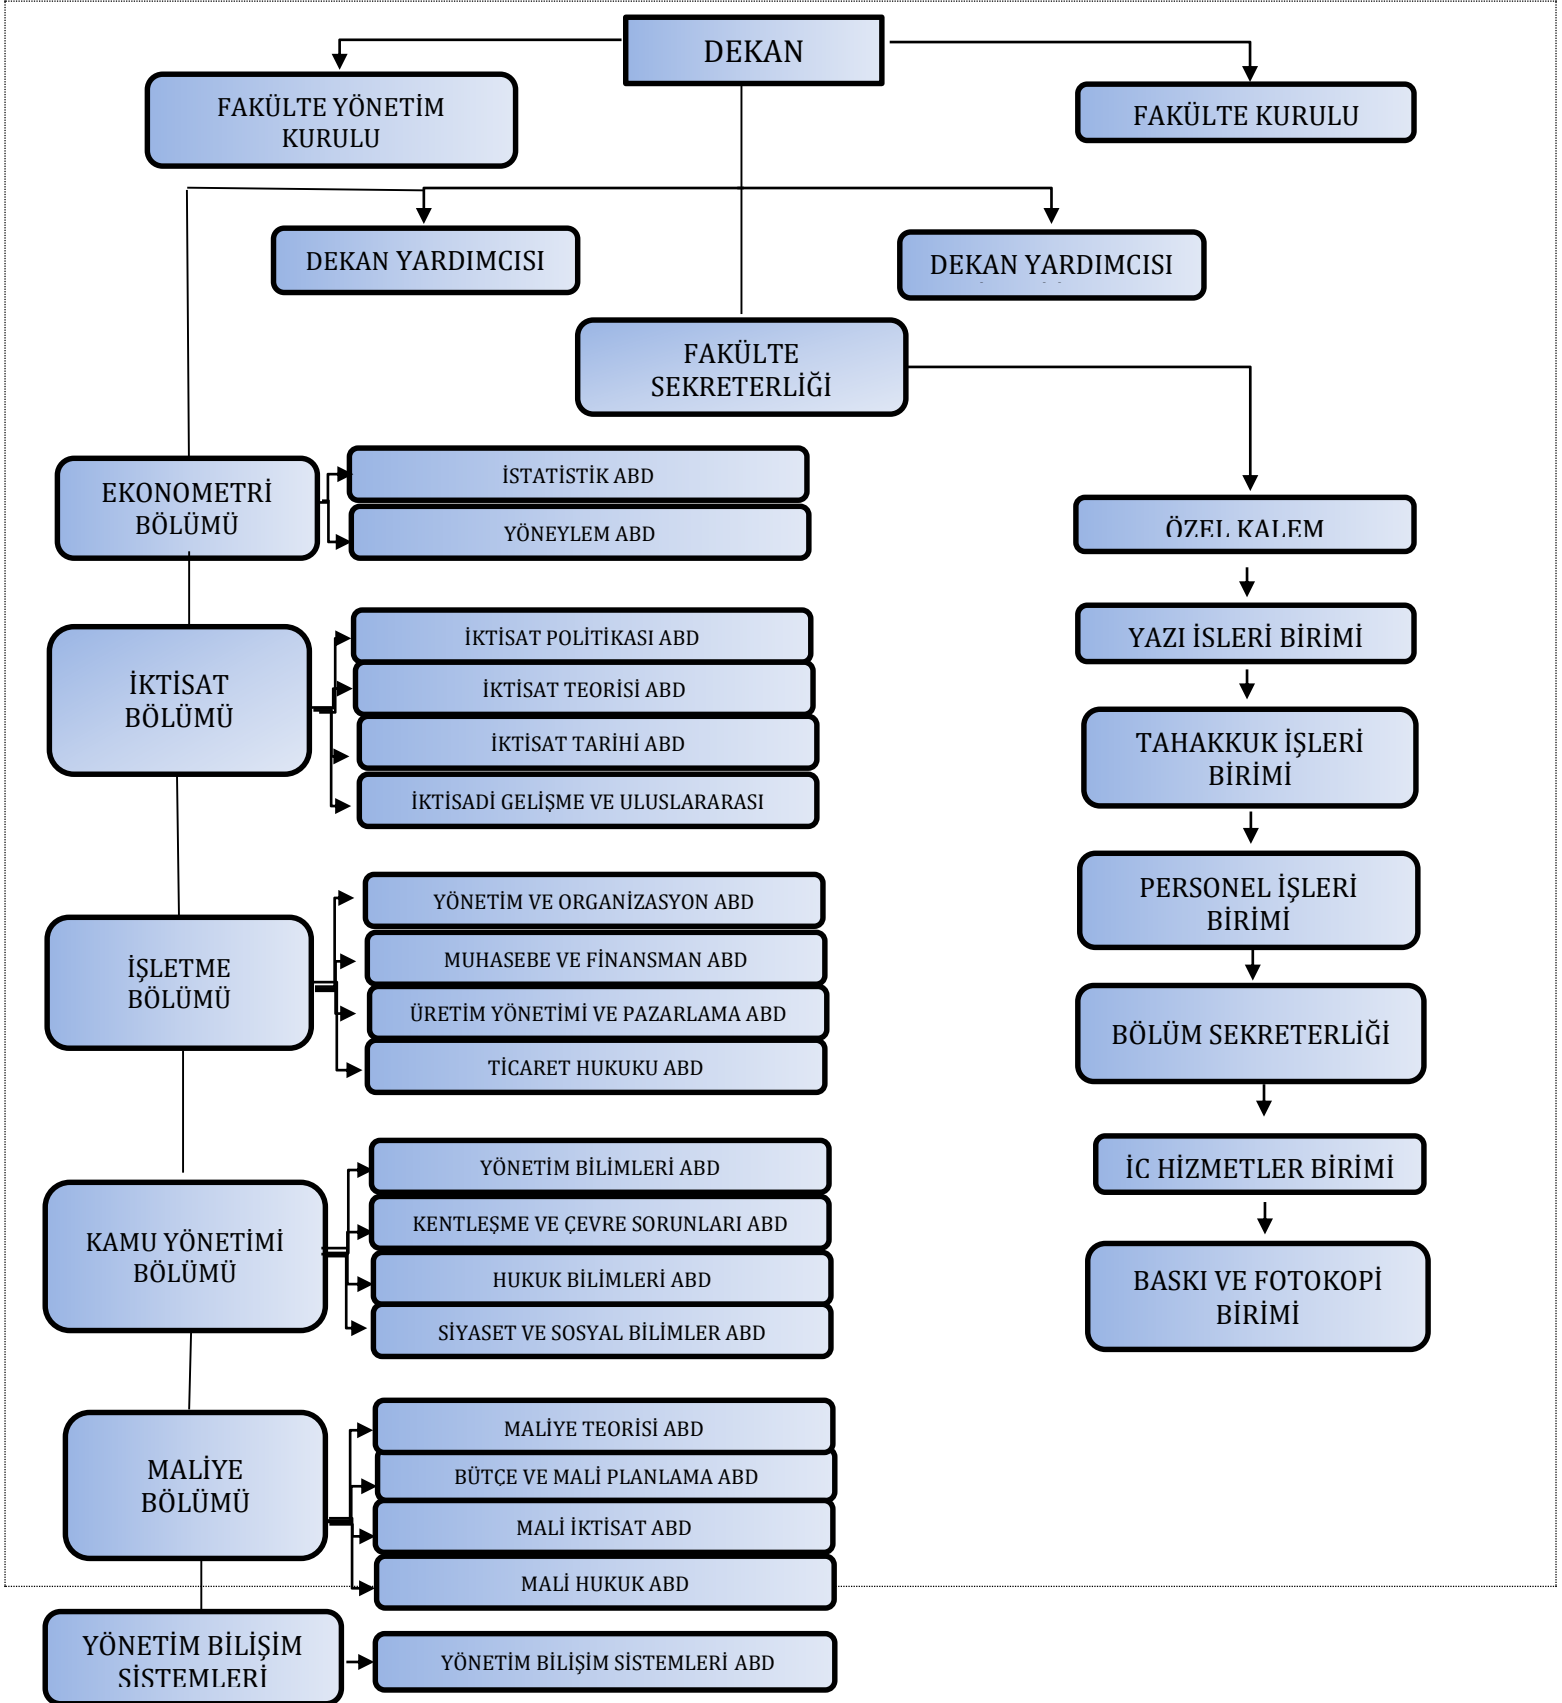 DEKAN
FAKÜLTE YÖNETİM
KURULU
FAKÜLTE KURULU
DEKAN YARDIMCISI
DEKAN YARDIMCISI
FAKÜLTE
SEKRETERLİĞİ
EKONOMETRİ
BÖLÜMÜ
İSTATİSTİK ABD
YÖNEYLEM ABD
İKTİSAT
BÖLÜMÜ
İKTİSAT POLİTİKASI ABD
İKTİSAT TEORİSİ ABD
İKTİSAT TARİHİ ABD
İKTİSADİ GELİŞME VE ULUSLARARASI
İŞLETME
BÖLÜMÜ
YÖNETİM VE ORGANİZASYON ABD
MUHASEBE VE FİNANSMAN ABD
ÜRETİM YÖNETİMİ VE PAZARLAMA ABD
TİCARET HUKUKU ABD
KAMU YÖNETİMİ
BÖLÜMÜ
YÖNETİM BİLİMLERİ ABD
KENTLEŞME VE ÇEVRE SORUNLARI ABD
HUKUK BİLİMLERİ ABD
SİYASET VE SOSYAL BİLİMLER ABD
MALİYE
BÖLÜMÜ
MALİYE TEORİSİ ABD
BÜTÇE VE MALİ PLANLAMA ABD
MALİ İKTİSAT ABD
MALİ HUKUK ABD
YÖNETİM BİLİŞİM
SİSTEMLERİ
YÖNETİM BİLİŞİM SİSTEMLERİ ABD
ÖZEL KALEM
YAZI İSLERİ BİRİMİ
TAHAKKUK İŞLERİ
BİRİMİ
PERSONEL İŞLERİ
BİRİMİ
BÖLÜM SEKRETERLİĞİ
İC HİZMETLER BİRİMİ
BASKI VE FOTOKOPİ
BİRİMİ